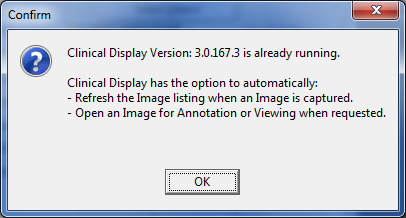 Confirm
Clinical Display Version: 3.0.167.3 is already running.
Clinical Display has the option to automatically:
- Refresh the Image listing when an Image is captured.
- Open an Image for Annotation or Viewing when requested.
OK